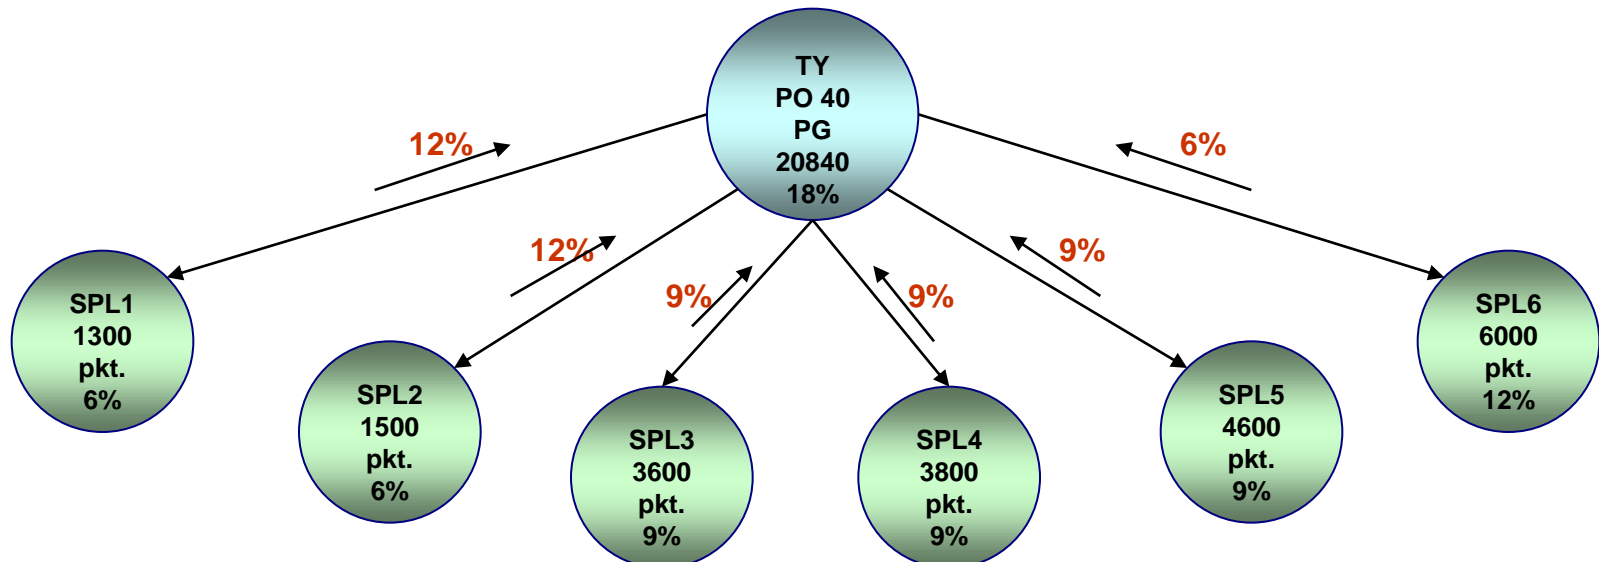 TY
PO 40
PG
20840
18%
12%
6%
12%
9%
9%
9%
SPL1
1300
pkt.
6%
SPL2
1500
pkt.
6%
SPL3
3600
pkt.
9%
SPL4
3800
pkt.
9%
SPL5
4600
pkt.
9%
SPL6
6000
pkt.
12%